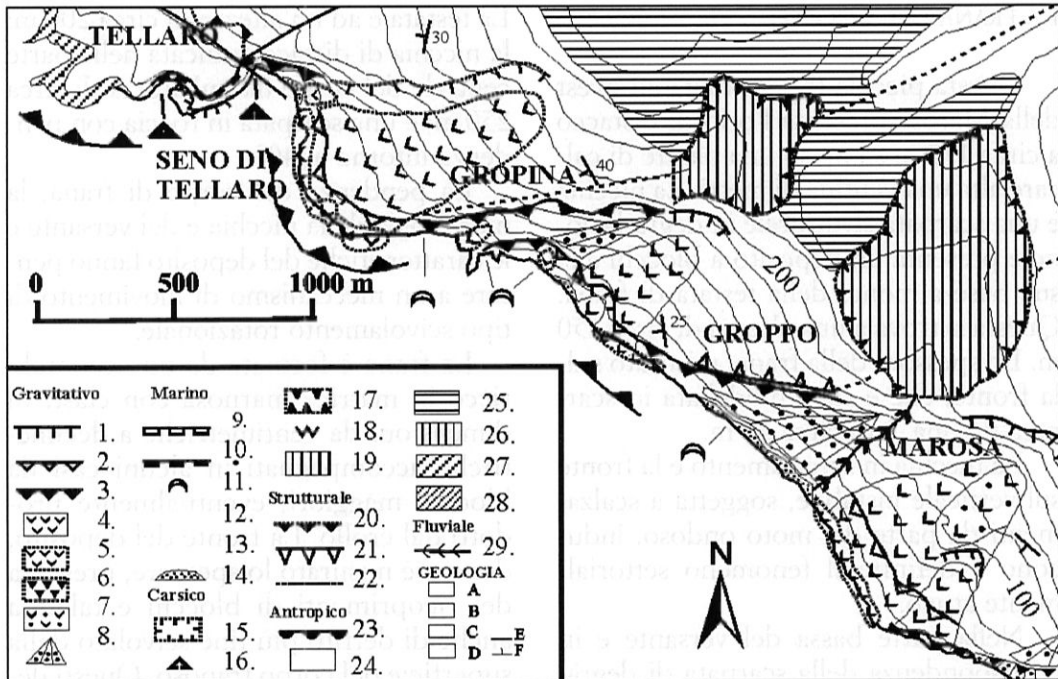 TELLARO
30
SENO DI
TELLARO
GROPINA
40
0 500 1000 m
200
25
GROPPO
MAROSA
100
N
Gravitativo
1.
2.
3.
4.
5.
6.
7.
8.
Marino
9.
10.
11.
12.
13.
14.
Carsico
15.
16.
17.
18.
19.
Strutturale
20.
21.
22.
Antropico
23.
24.
25.
26.
27.
28.
Fluviale
29.
GEOLOGIA
A
B
C E
D F